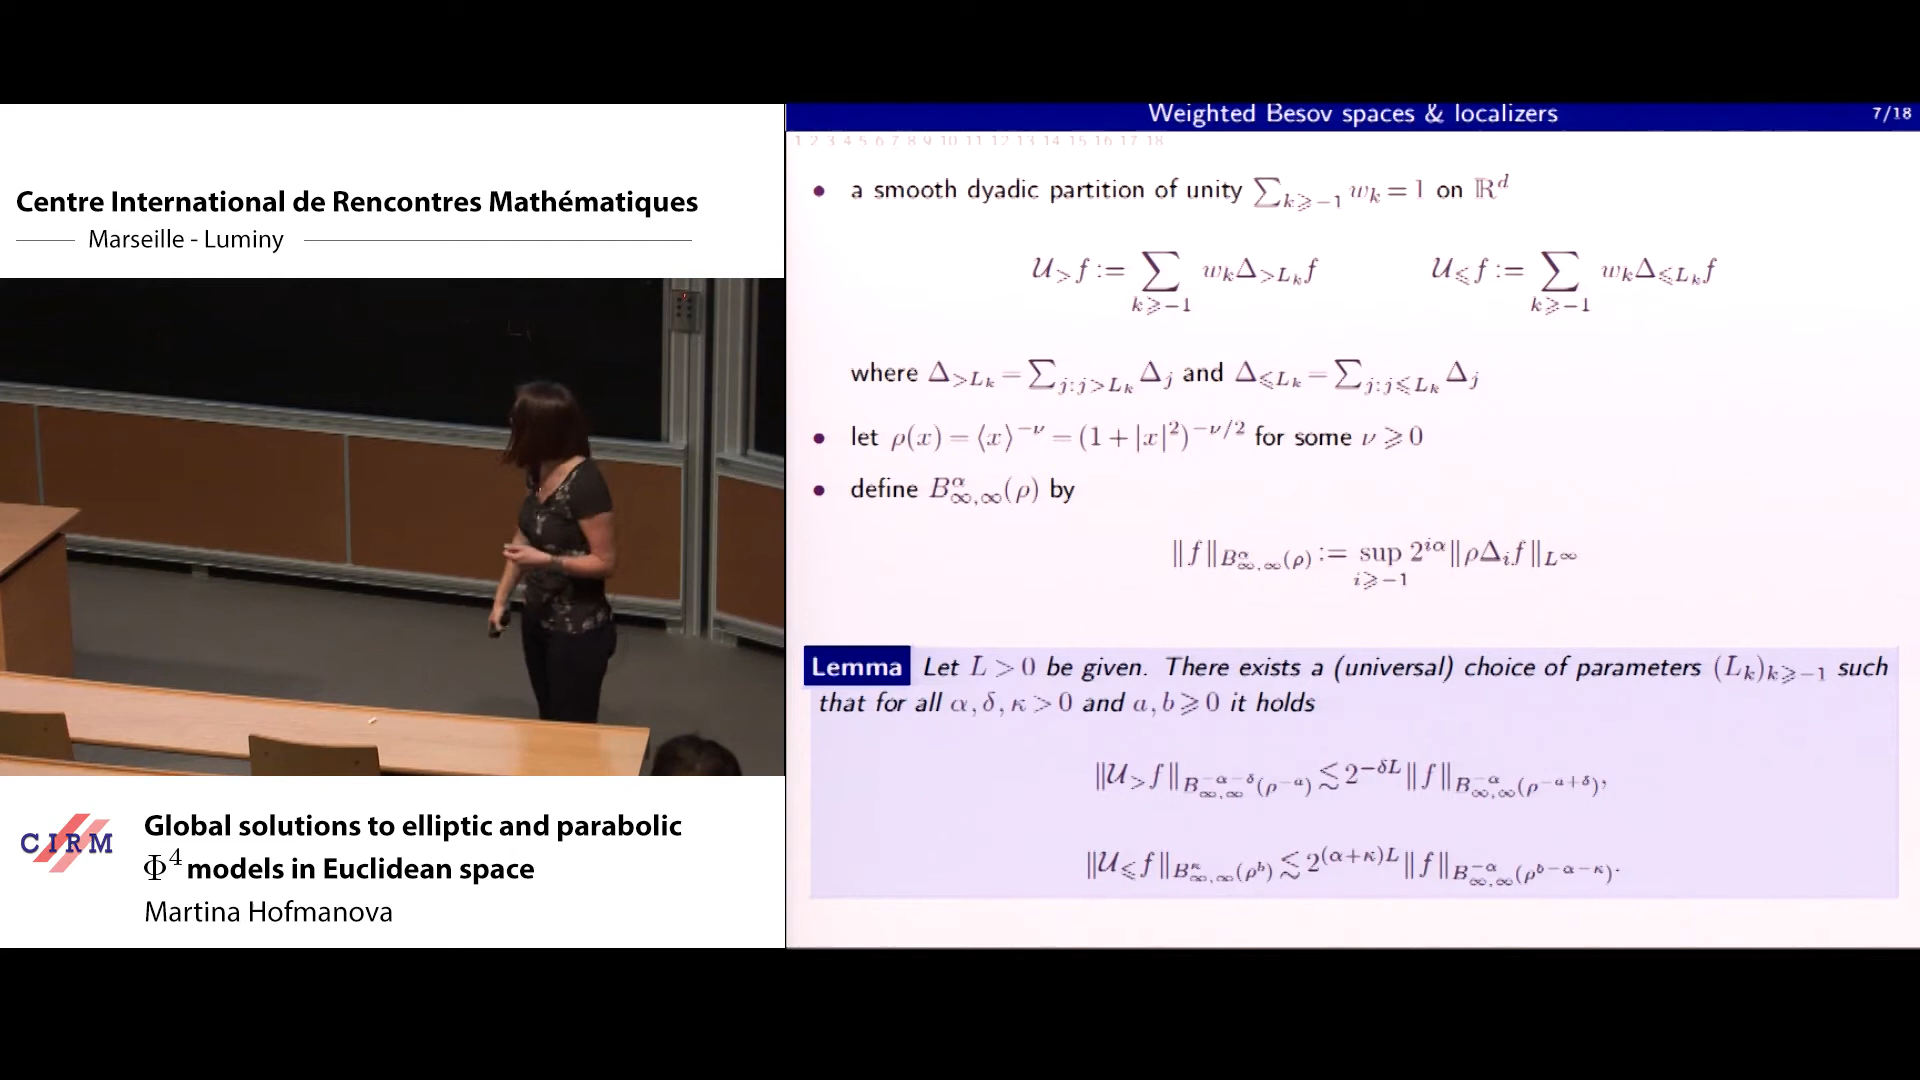 Centre International de Rencontres Mathématiques
Marseille - Luminy
CIRM
Global solutions to elliptic and parabolic
Φ⁴ models in Euclidean space
Martina Hofmanova
Weighted Besov spaces & localizers 7/18
1 2 3 4 5 6 7 8 9 10 11 12 13 14 15 16 17 18
• a smooth dyadic partition of unity ∑_{k⩾−1} w_k = 1 on ℝ^d
𝒰_> f := ∑_{k⩾−1} w_k Δ_{>L_k} f    𝒰_⩽ f := ∑_{k⩾−1} w_k Δ_{⩽L_k} f
where Δ_{>L_k} = ∑_{j:j>L_k} Δ_j and Δ_{⩽L_k} = ∑_{j:j⩽L_k} Δ_j
• let ρ(x) = ⟨x⟩^{−ν} = (1+|x|²)^{−ν/2} for some ν ⩾ 0
• define B^α_{∞,∞}(ρ) by
‖f‖_{B^α_{∞,∞}(ρ)} := sup_{i⩾−1} 2^{iα} ‖ρΔ_i f‖_{L^∞}
Lemma Let L > 0 be given. There exists a (universal) choice of parameters (L_k)_{k⩾−1} such
that for all α, δ, κ > 0 and a, b ⩾ 0 it holds
‖𝒰_> f‖_{B^{−α−δ}_{∞,∞}(ρ^{−a})} ≲ 2^{−δL} ‖f‖_{B^{−α}_{∞,∞}(ρ^{−a+δ})},
‖𝒰_⩽ f‖_{B^κ_{∞,∞}(ρ^b)} ≲ 2^{(α+κ)L} ‖f‖_{B^{−α}_{∞,∞}(ρ^{b−α−κ})}.